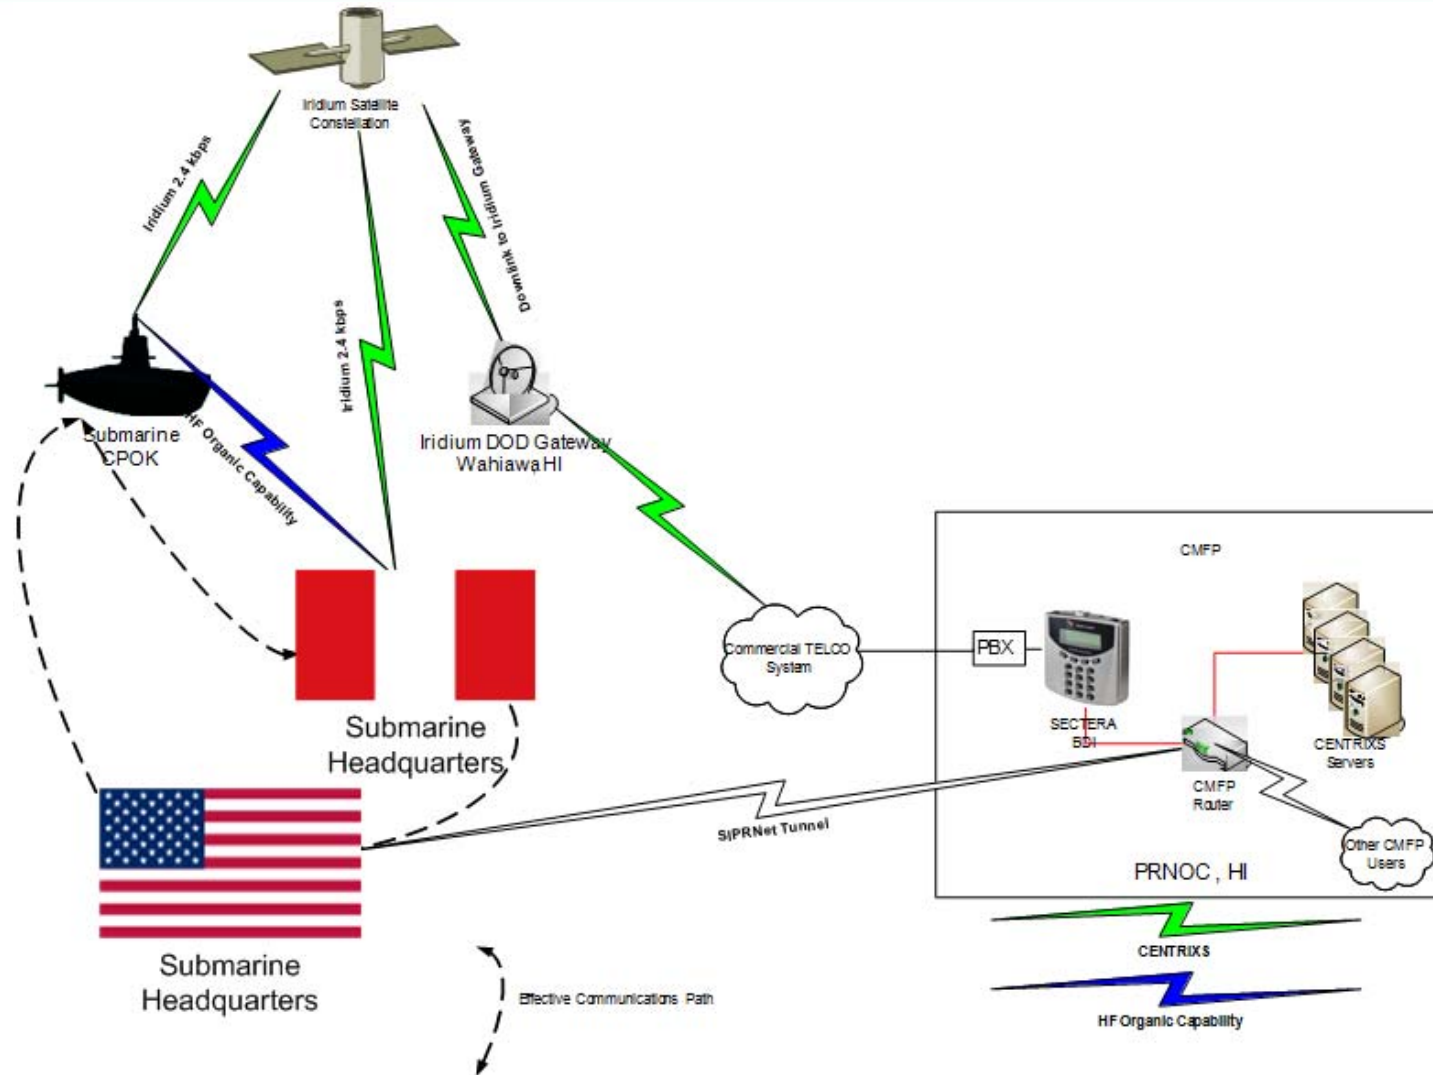 Iridium Satellite
Constellation
Iridium 2.4 kbps
Downlink to Iridium Gateway
Iridium 2.4 kbps
Submarine
CPOK
HF Organic Capability
Iridium DOD Gateway
Wahiawa, HI
CMFP
Commercial TELCO
System
PBX
SECTERA
BDI
CENTRIXS
Servers
CMFP
Router
Submarine
Headquarters
SIPRNet Tunnel
Other CMFP
Users
PRNOC , HI
CENTRIXS
Submarine
Headquarters
Effective Communications Path
HF Organic Capability